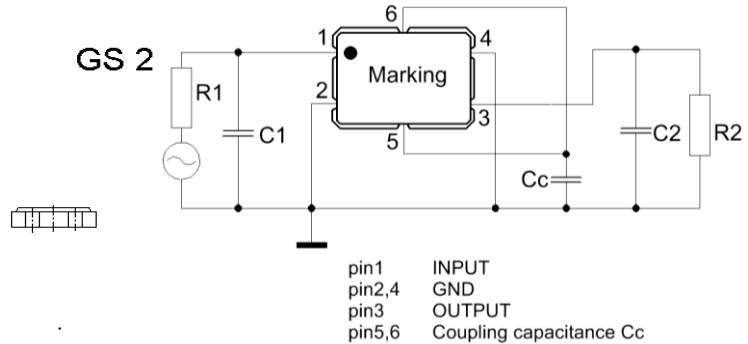 GS 2
6
1
4
Marking
R1
2
3
C1
5
C2
R2
Cc
pin1 INPUT
pin2,4 GND
pin3 OUTPUT
pin5,6 Coupling capacitance Cc